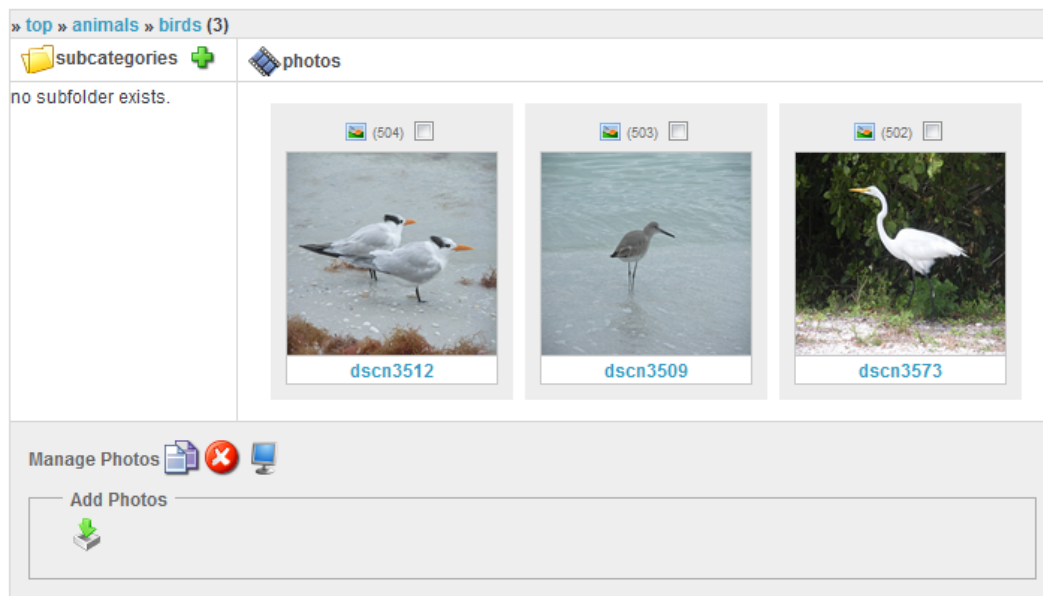 » top » animals » birds (3)
subcategories
photos
no subfolder exists.
(504)
(503)
(502)
dscn3512
dscn3509
dscn3573
Manage Photos
Add Photos